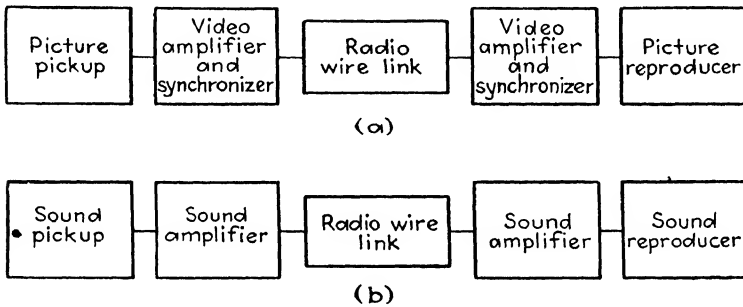 Picture
pickup
Video
amplifier
and
synchronizer
Radio
wire link
Video
amplifier
and
synchronizer
Picture
reproducer
(a)
Sound
pickup
Sound
amplifier
Radio wire
link
Sound
amplifier
Sound
reproducer
(b)